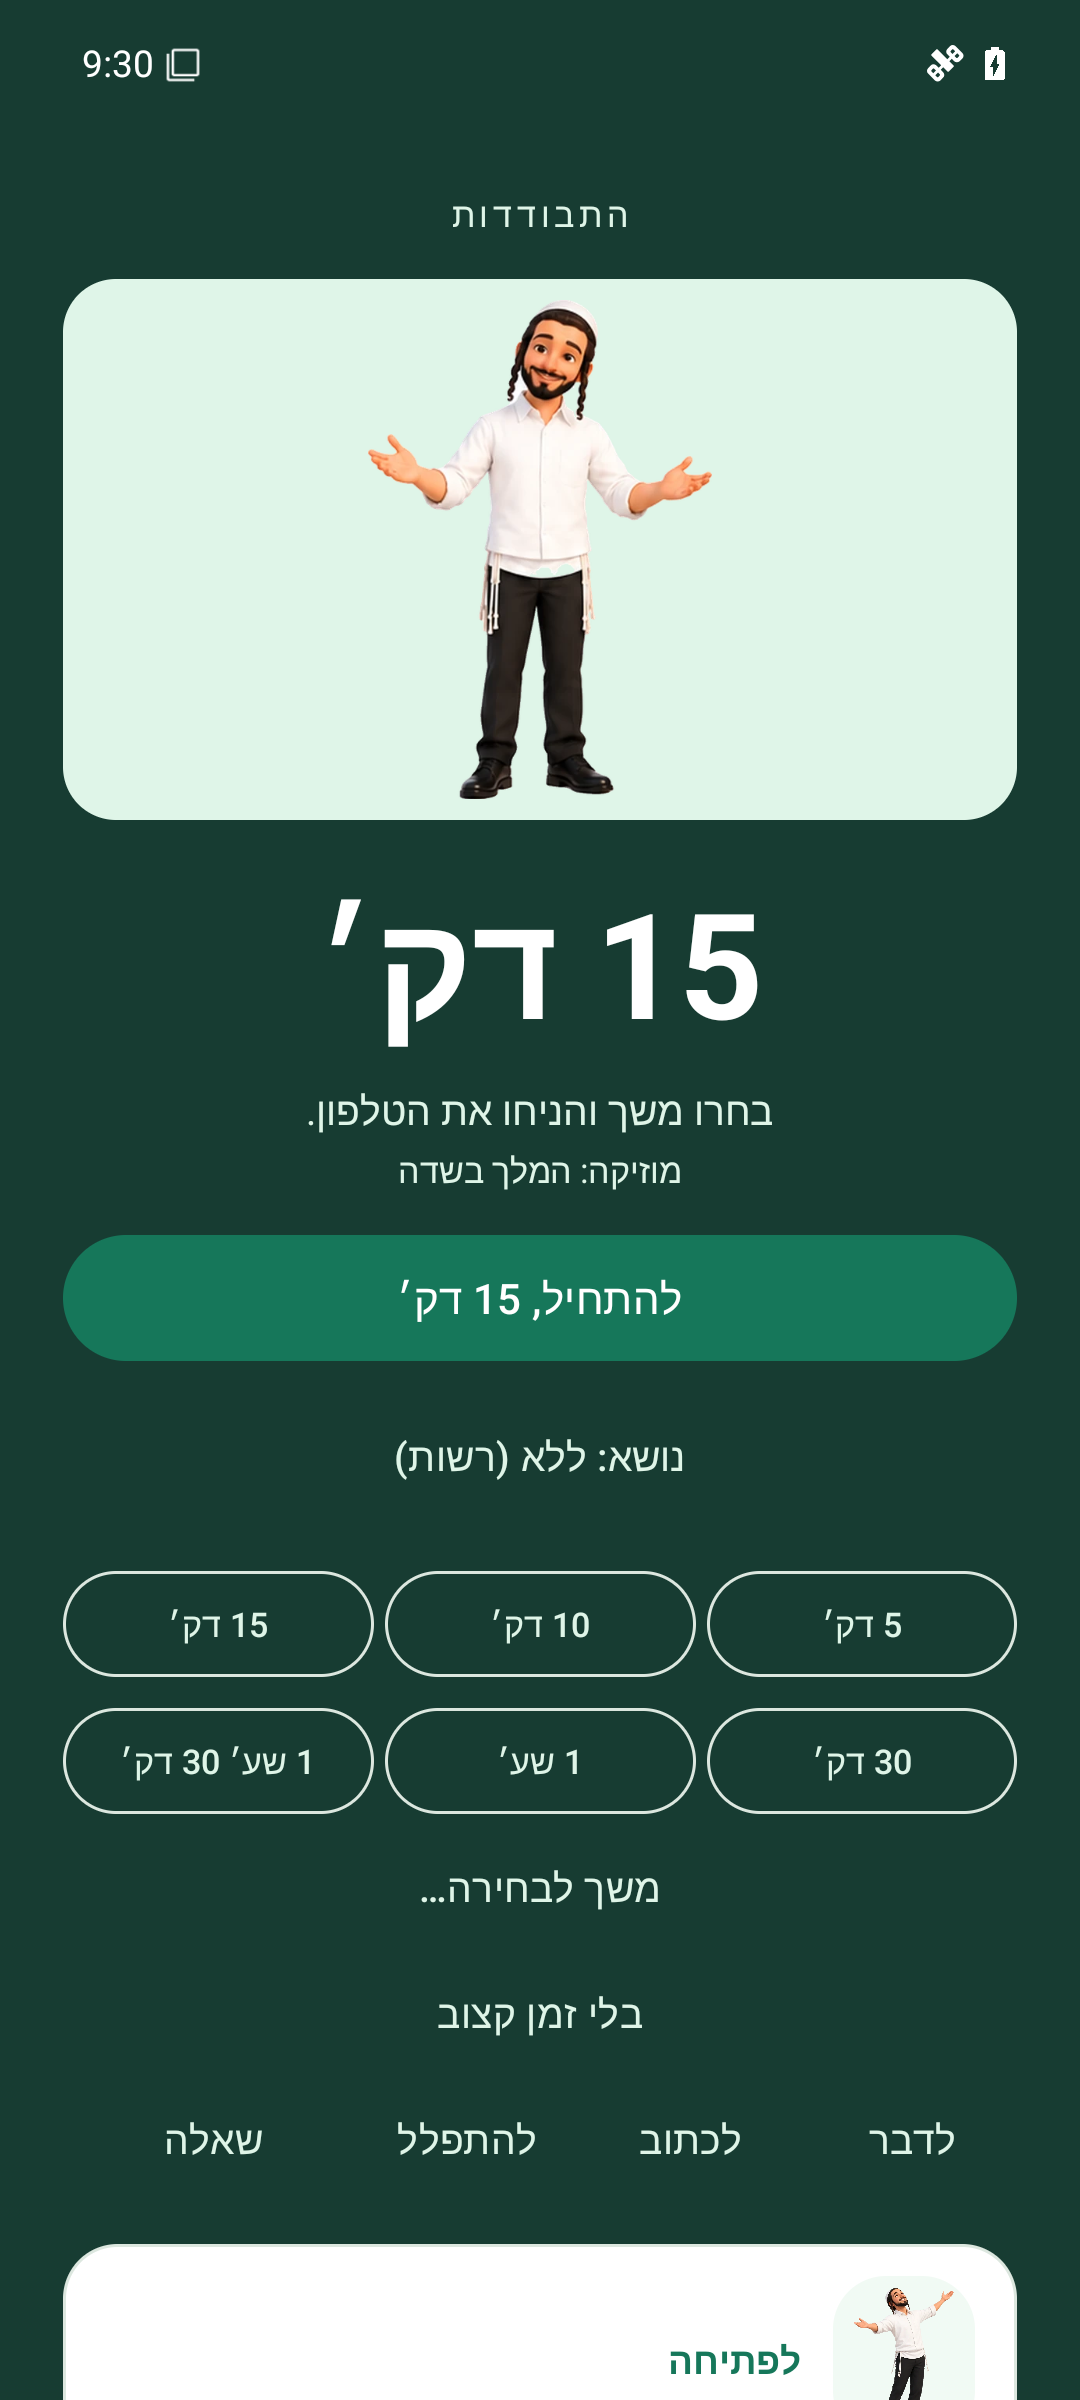 9:30
התבודדות
15 דק׳
בחרו משך והניחו את הטלפון.
מוזיקה: המלך בשדה
להתחיל, 15 דק׳
נושא: ללא (רשות)
5 דק׳ 10 דק׳ 15 דק׳
30 דק׳ 1 שע׳ 1 שע׳ 30 דק׳
משך לבחירה...
בלי זמן קצוב
לדבר לכתוב להתפלל שאלה
לפתיחה